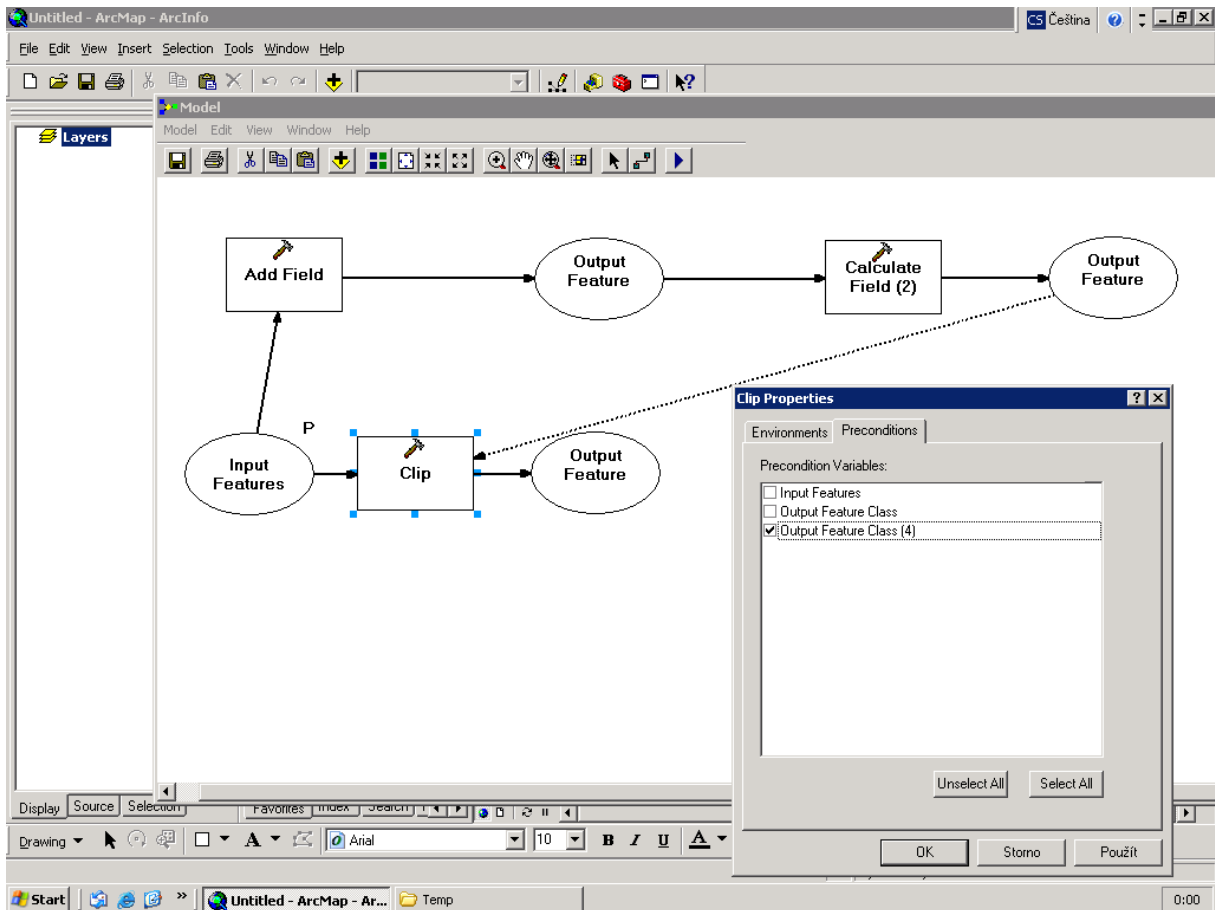 Untitled - ArcMap - ArcInfo
CS Čeština
File Edit View Insert Selection Tools Window Help
Model
Layers
Model Edit View Window Help
Add Field
Output
Feature
Calculate
Field (2)
Output
Feature
P
Input
Features
Clip
Output
Feature
Clip Properties
Environments Preconditions
Precondition Variables:
Input Features
Output Feature Class
Output Feature Class (4)
Unselect All Select All
OK Storno Použít
Display Source Selection
Favorites Index Search
Drawing Arial 10 B I U A
Start Untitled - ArcMap - Ar... Temp 0:00